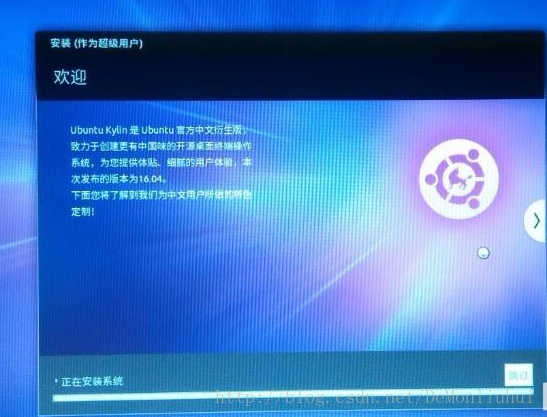 安装 (作为超级用户)
欢迎
Ubuntu Kylin 是 Ubuntu 官方中文衍生版，
致力于创建更有中国味的开源桌面终端操作
系统，为您提供体贴、细腻的用户体验，本
次发布的版本为16.04。
下面您将了解到我们为中文用户所做的特色
定制！
正在安装系统
跳过
http://blog.csdn.net/DeMonliuhui